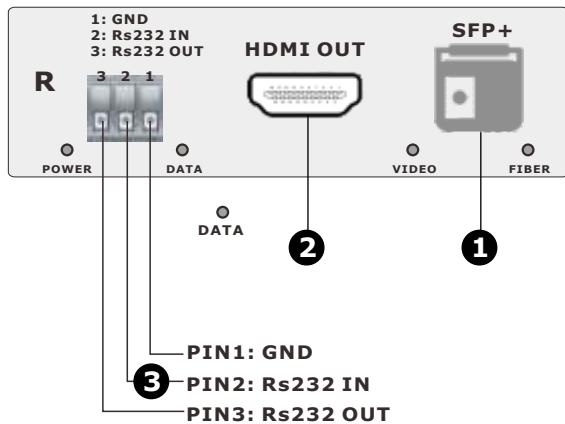 1: GND
2: Rs232 IN
3: Rs232 OUT
HDMI OUT
SFP+
R
3 2 1
POWER
DATA
VIDEO
FIBER
DATA
2
1
PIN1: GND
3
PIN2: Rs232 IN
PIN3: Rs232 OUT